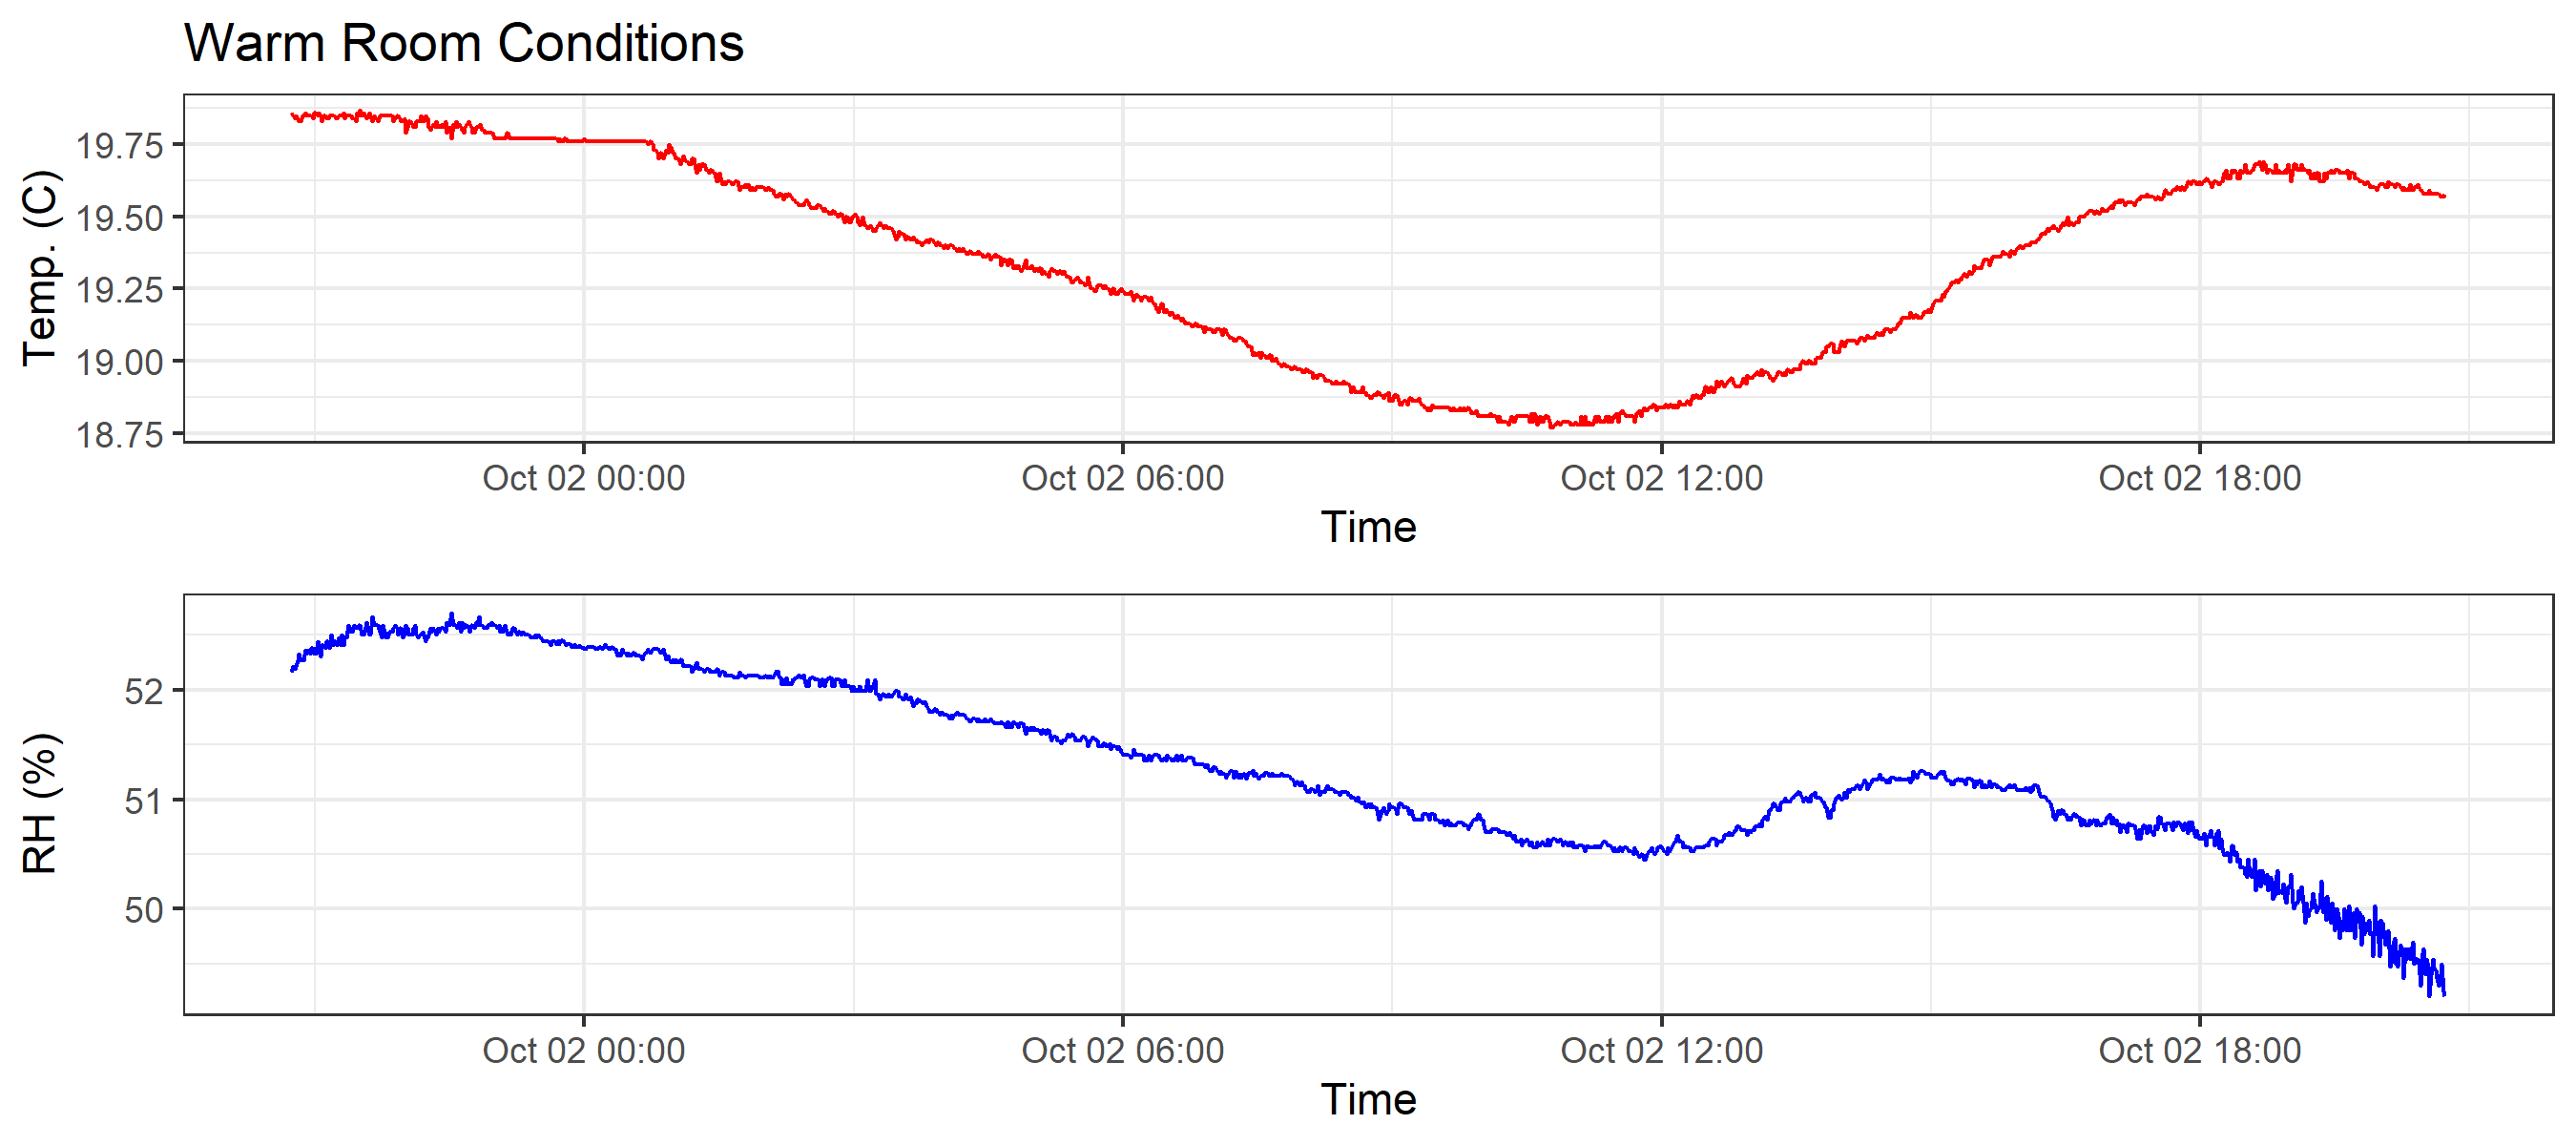 Warm Room Conditions
Temp. (C)
19.75
19.50
19.25
19.00
18.75
Oct 02 00:00 Oct 02 06:00 Oct 02 12:00 Oct 02 18:00
Time
RH (%)
52
51
50
Oct 02 00:00 Oct 02 06:00 Oct 02 12:00 Oct 02 18:00
Time